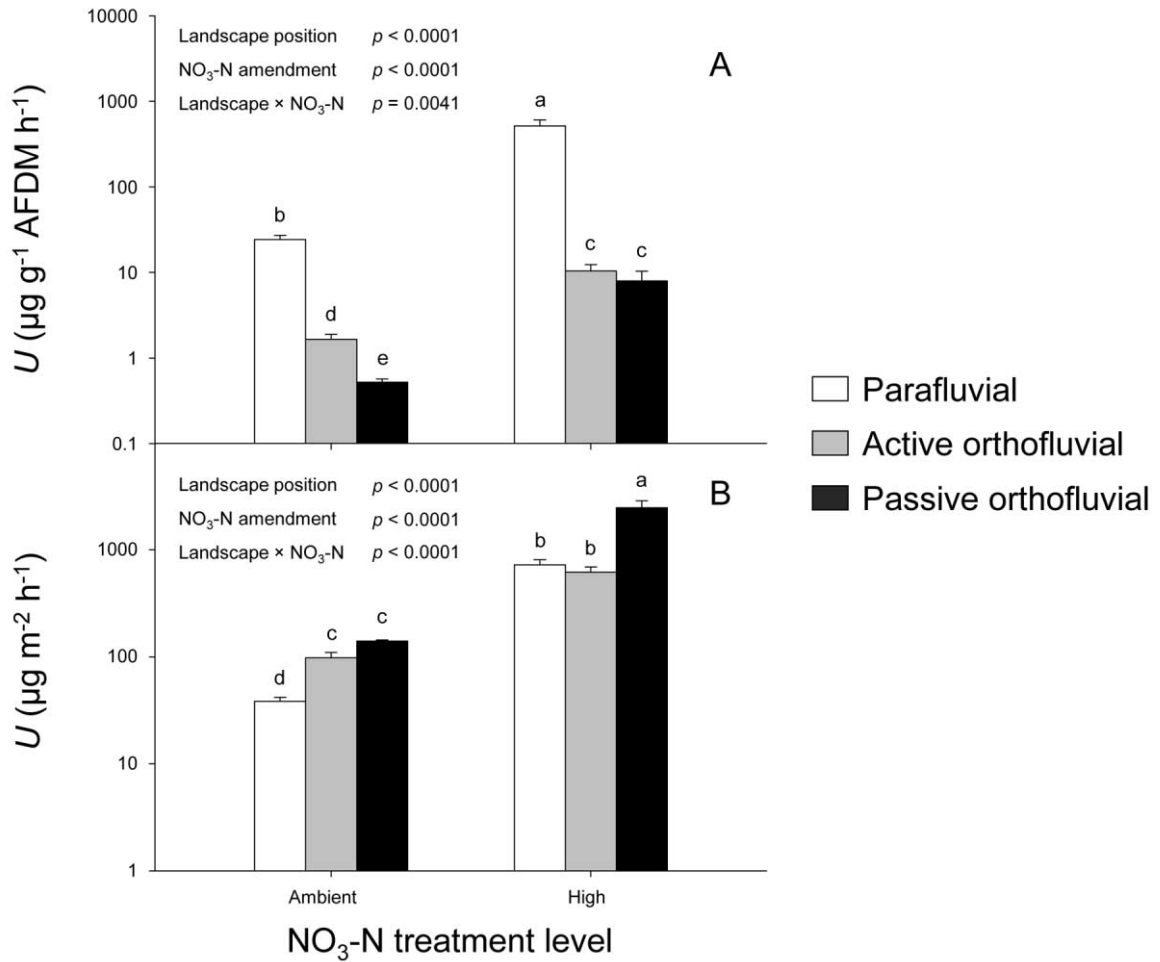 10000
1000
100
10
1
0.1
U (µg g⁻¹ AFDM h⁻¹)
Landscape position p < 0.0001
NO₃-N amendment p < 0.0001
Landscape × NO₃-N p = 0.0041
A
b
d
e
a
c
c
1000
100
10
1
U (µg m⁻² h⁻¹)
Landscape position p < 0.0001
NO₃-N amendment p < 0.0001
Landscape × NO₃-N p < 0.0001
B
d
c
c
b
b
a
Ambient
High
NO₃-N treatment level
Parafluvial
Active orthofluvial
Passive orthofluvial